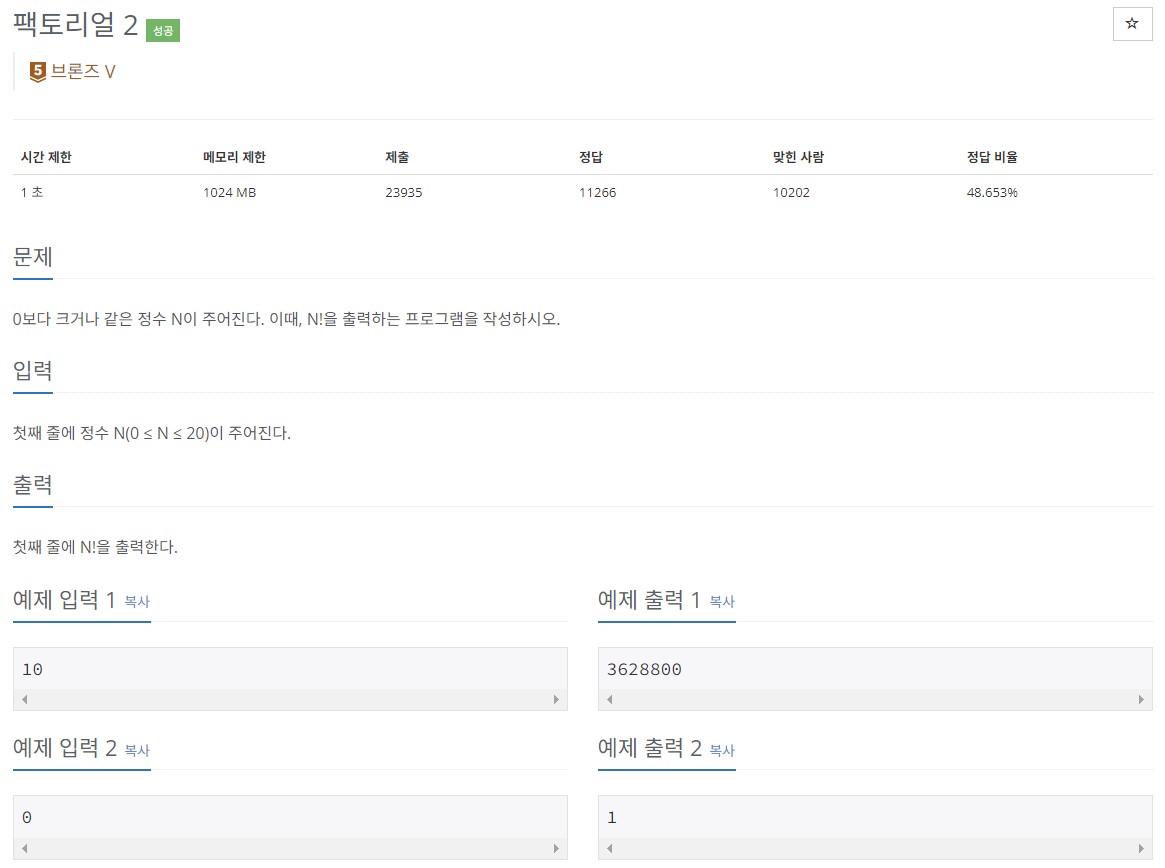 팩토리얼 2 성공
5 브론즈 V
시간 제한 메모리 제한 제출 정답 맞힌 사람 정답 비율
1 초 1024 MB 23935 11266 10202 48.653%
문제
0보다 크거나 같은 정수 N이 주어진다. 이때, N!을 출력하는 프로그램을 작성하시오.
입력
첫째 줄에 정수 N(0 ≤ N ≤ 20)이 주어진다.
출력
첫째 줄에 N!을 출력한다.
예제 입력 1 복사 예제 출력 1 복사
10 3628800
예제 입력 2 복사 예제 출력 2 복사
0 1